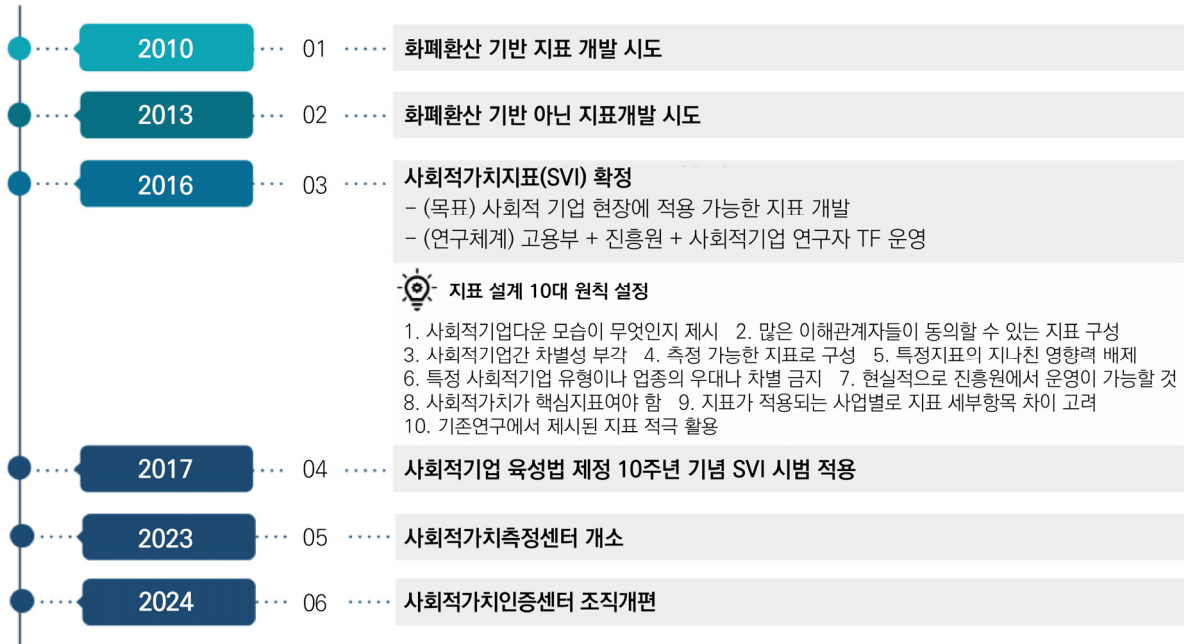 2010 01 화폐환산 기반 지표 개발 시도
2013 02 화폐환산 기반 아닌 지표개발 시도
2016 03 사회적가치지표(SVI) 확정
– (목표) 사회적 기업 현장에 적용 가능한 지표 개발
– (연구체계) 고용부 + 진흥원 + 사회적기업 연구자 TF 운영
지표 설계 10대 원칙 설정
1. 사회적기업다운 모습이 무엇인지 제시 2. 많은 이해관계자들이 동의할 수 있는 지표 구성
3. 사회적기업간 차별성 부각 4. 측정 가능한 지표로 구성 5. 특정지표의 지나친 영향력 배제
6. 특정 사회적기업 유형이나 업종의 우대나 차별 금지 7. 현실적으로 진흥원에서 운영이 가능할 것
8. 사회적가치가 핵심지표여야 함 9. 지표가 적용되는 사업별로 지표 세부항목 차이 고려
10. 기존연구에서 제시된 지표 적극 활용
2017 04 사회적기업 육성법 제정 10주년 기념 SVI 시범 적용
2023 05 사회적가치측정센터 개소
2024 06 사회적가치인증센터 조직개편